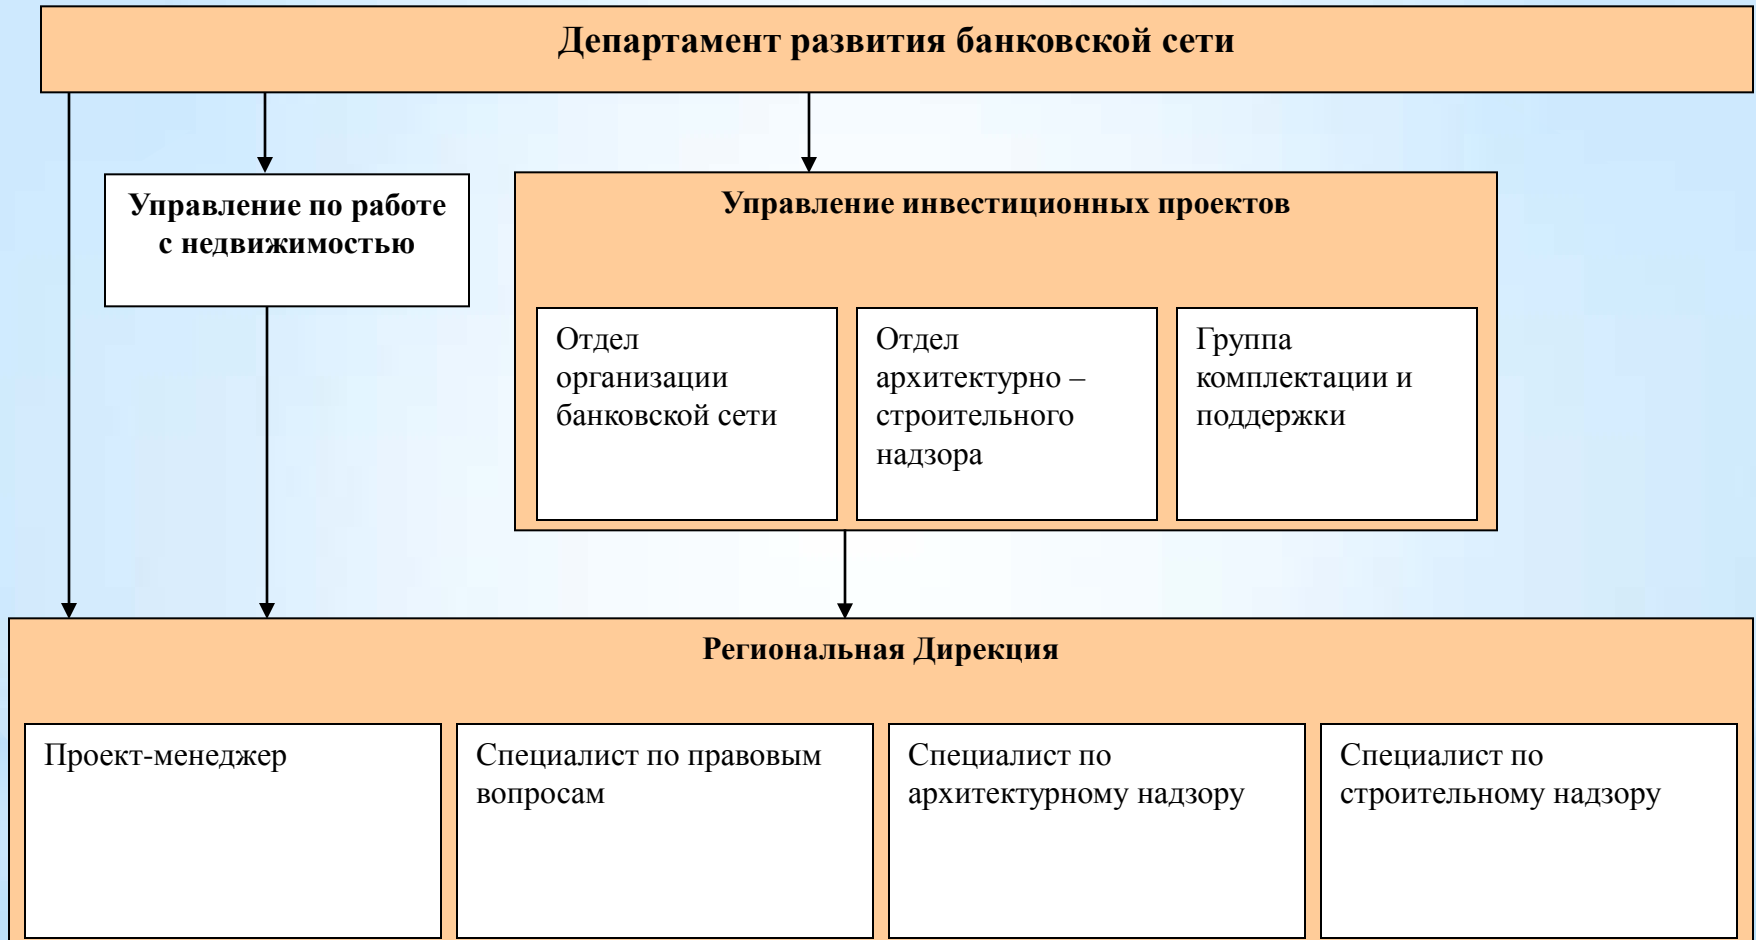 Департамент развития банковской сети
Управление по работе
с недвижимостью
Управление инвестиционных проектов
Отдел
организации
банковской сети
Отдел
архитектурно –
строительного
надзора
Группа
комплектации и
поддержки
Региональная Дирекция
Проект-менеджер
Специалист по правовым
вопросам
Специалист по
архитектурному надзору
Специалист по
строительному надзору